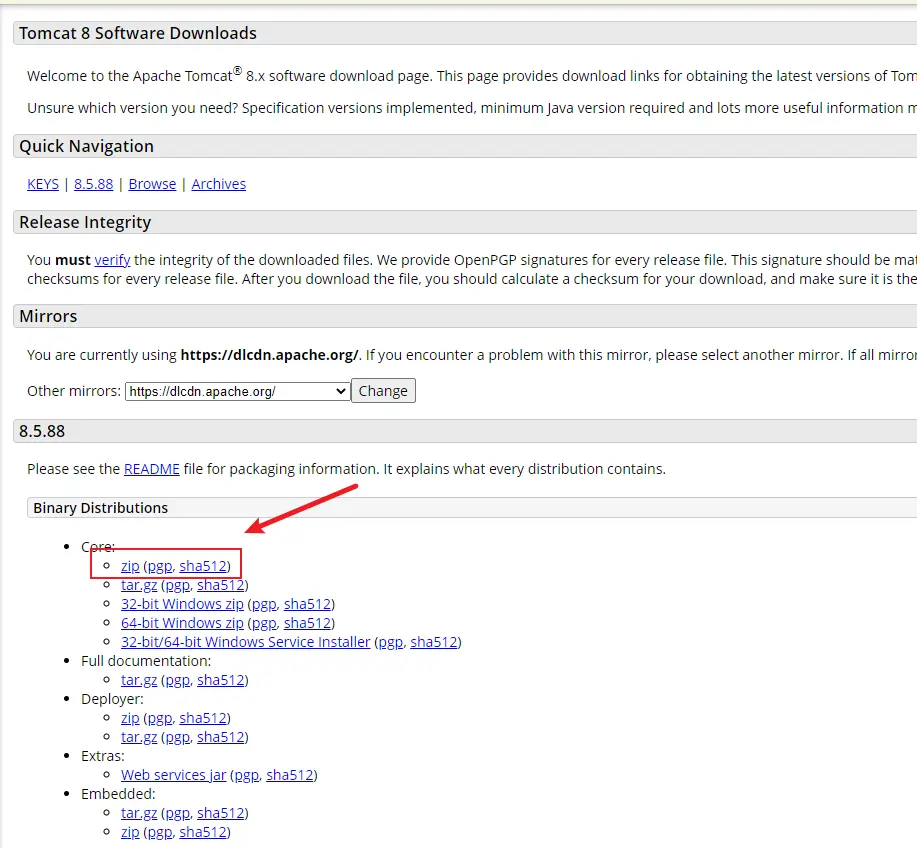 Tomcat 8 Software Downloads
Welcome to the Apache Tomcat® 8.x software download page. This page provides download links for obtaining the latest versions of Tom
Unsure which version you need? Specification versions implemented, minimum Java version required and lots more useful information m
Quick Navigation
KEYS | 8.5.88 | Browse | Archives
Release Integrity
You must verify the integrity of the downloaded files. We provide OpenPGP signatures for every release file. This signature should be mat
checksums for every release file. After you download the file, you should calculate a checksum for your download, and make sure it is the
Mirrors
You are currently using https://dlcdn.apache.org/. If you encounter a problem with this mirror, please select another mirror. If all mirror
Other mirrors: https://dlcdn.apache.org/ Change
8.5.88
Please see the README file for packaging information. It explains what every distribution contains.
Binary Distributions
Core:
zip (pgp, sha512)
tar.gz (pgp, sha512)
32-bit Windows zip (pgp, sha512)
64-bit Windows zip (pgp, sha512)
32-bit/64-bit Windows Service Installer (pgp, sha512)
Full documentation:
tar.gz (pgp, sha512)
Deployer:
zip (pgp, sha512)
tar.gz (pgp, sha512)
Extras:
Web services jar (pgp, sha512)
Embedded:
tar.gz (pgp, sha512)
zip (pgp, sha512)